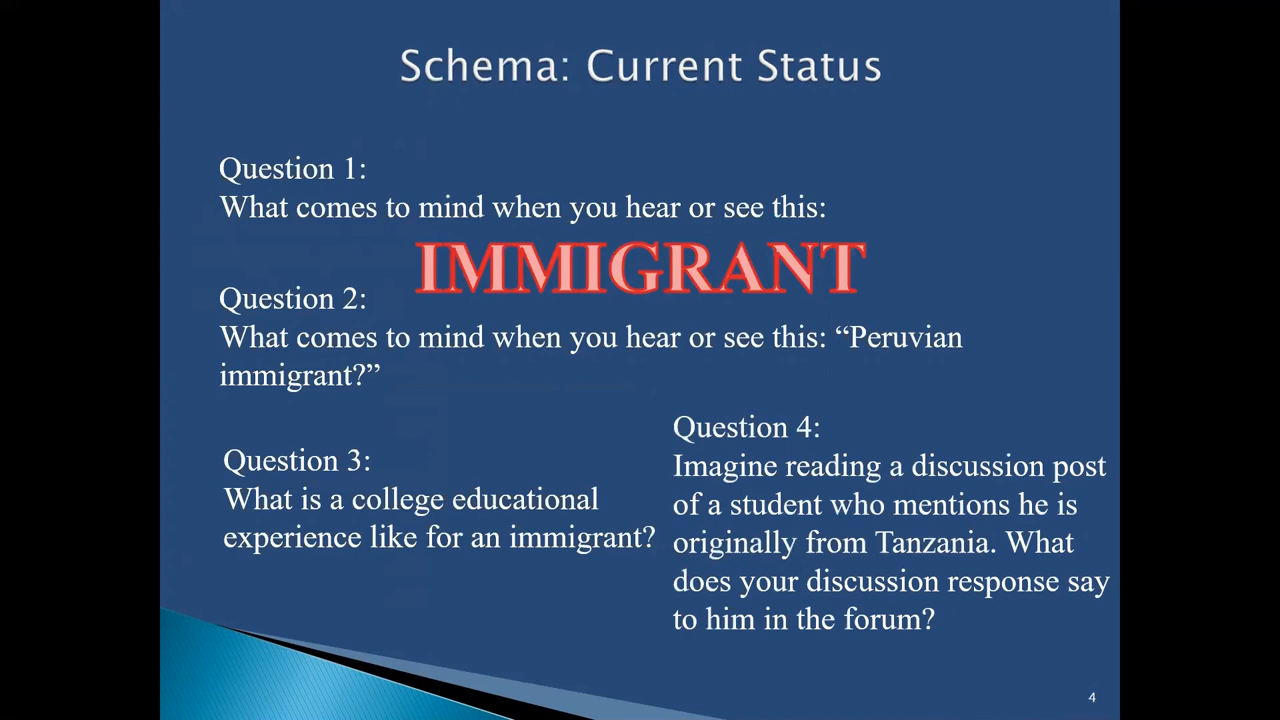 Schema: Current Status
Question 1:
What comes to mind when you hear or see this:
IMMIGRANT
Question 2:
What comes to mind when you hear or see this: “Peruvian
immigrant?”
Question 3:
What is a college educational
experience like for an immigrant?
Question 4:
Imagine reading a discussion post
of a student who mentions he is
originally from Tanzania. What
does your discussion response say
to him in the forum?
4